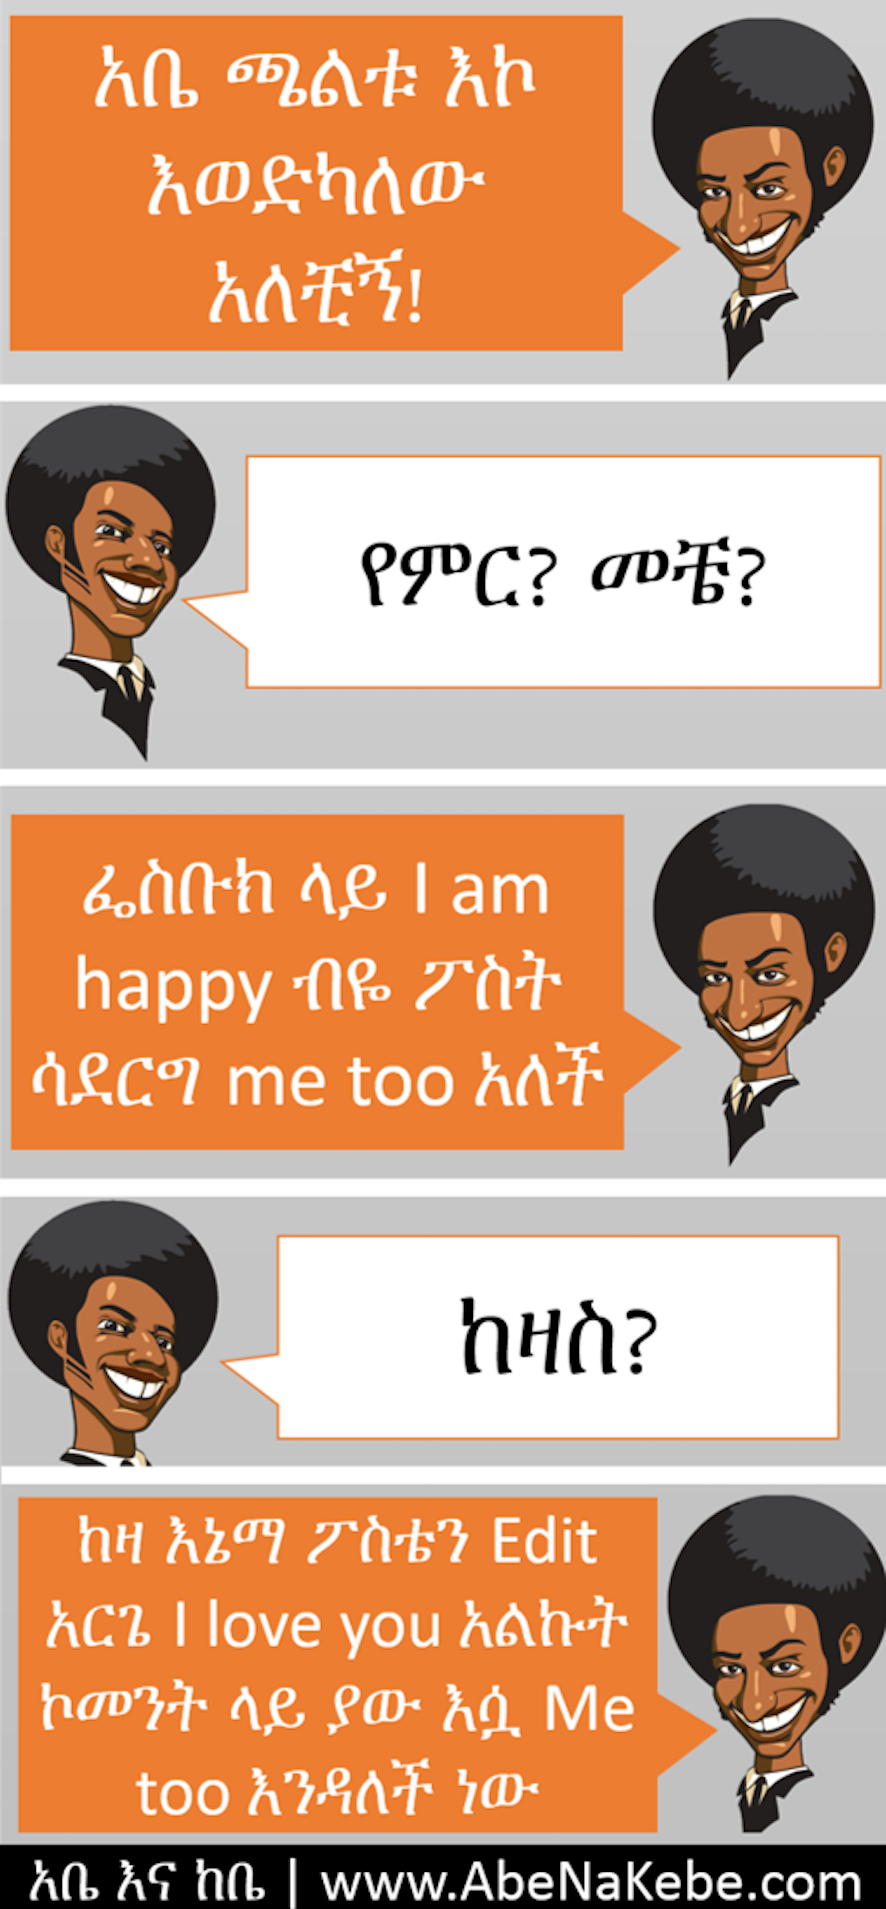 አቤ ጫልቱ እኮ
እወድካለው
አለቺኝ!
የምር? መቼ?
ፌስቡክ ላይ I am
happy ብዬ ፖስት
ሳደርግ me too አለች
ከዛስ?
ከዛ እኔማ ፖስቴን Edit
አርጌ I love you አልኩት
ኮመንት ላይ ያው እሷ Me
too እንዳለች ነው
አቤ እና ከቤ | www.AbeNaKebe.com